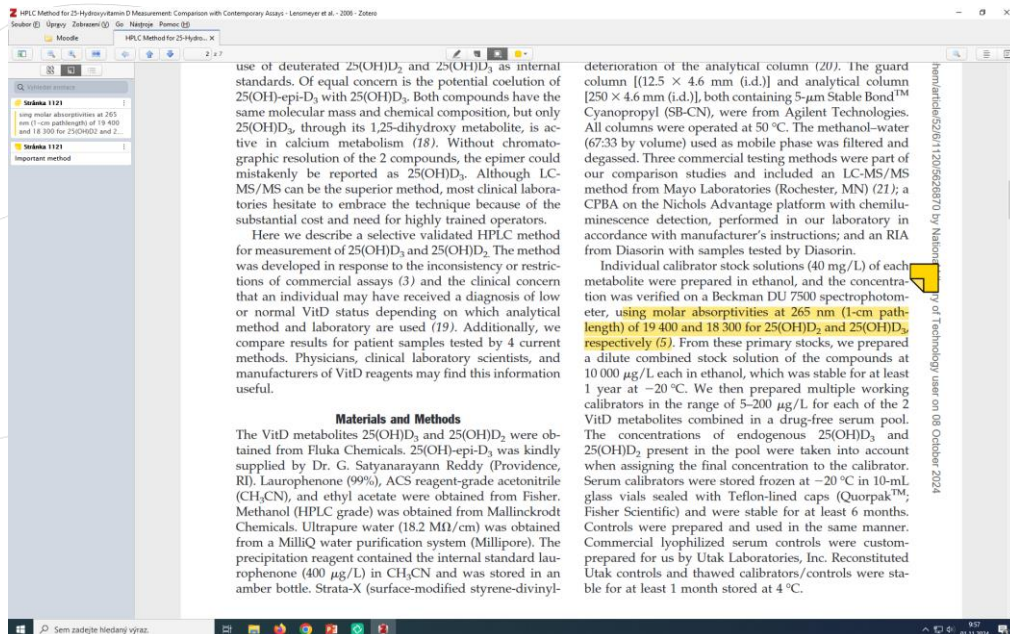 HPLC Method for 25-Hydroxyvitamin D Measurement: Comparison with Contemporary Assays - Lensmeyer et al. - 2006 - Zotero
Soubor (F) Úpravy Zobrazení (V) Go Nástroje Pomoc (H)
Moodle
HPLC Method for 25-Hydro... X
2 z 7
Vyhledat anotace
Stránka 1121
sing molar absorptivities at 265
nm (1-cm pathlength) of 19 400
and 18 300 for 25(OH)D2 and 2...
Stránka 1121
Important method
use of deuterated 25(OH)D2 and 25(OH)D3 as internal
standards. Of equal concern is the potential coelution of
25(OH)-epi-D3 with 25(OH)D3. Both compounds have the
same molecular mass and chemical composition, but only
25(OH)D3, through its 1,25-dihydroxy metabolite, is ac-
tive in calcium metabolism (18). Without chromato-
graphic resolution of the 2 compounds, the epimer could
mistakenly be reported as 25(OH)D3. Although LC-
MS/MS can be the superior method, most clinical labora-
tories hesitate to embrace the technique because of the
substantial cost and need for highly trained operators.
Here we describe a selective validated HPLC method
for measurement of 25(OH)D3 and 25(OH)D2. The method
was developed in response to the inconsistency or restric-
tions of commercial assays (3) and the clinical concern
that an individual may have received a diagnosis of low
or normal VitD status depending on which analytical
method and laboratory are used (19). Additionally, we
compare results for patient samples tested by 4 current
methods. Physicians, clinical laboratory scientists, and
manufacturers of VitD reagents may find this information
useful.
Materials and Methods
The VitD metabolites 25(OH)D3 and 25(OH)D2 were ob-
tained from Fluka Chemicals. 25(OH)-epi-D3 was kindly
supplied by Dr. G. Satyanarayann Reddy (Providence,
RI). Laurophenone (99%), ACS reagent-grade acetonitrile
(CH3CN), and ethyl acetate were obtained from Fisher.
Methanol (HPLC grade) was obtained from Mallinckrodt
Chemicals. Ultrapure water (18.2 MΩ/cm) was obtained
from a MilliQ water purification system (Millipore). The
precipitation reagent contained the internal standard lau-
rophenone (400 μg/L) in CH3CN and was stored in an
amber bottle. Strata-X (surface-modified styrene-divinyl-
deterioration of the analytical column (20). The guard
column [(12.5 × 4.6 mm (i.d.)] and analytical column
[250 × 4.6 mm (i.d.)], both containing 5-μm Stable Bond™
Cyanopropyl (SB-CN), were from Agilent Technologies.
All columns were operated at 50 °C. The methanol–water
(67:33 by volume) used as mobile phase was filtered and
degassed. Three commercial testing methods were part of
our comparison studies and included an LC-MS/MS
method from Mayo Laboratories (Rochester, MN) (21); a
CPBA on the Nichols Advantage platform with chemilu-
minescence detection, performed in our laboratory in
accordance with manufacturer's instructions; and an RIA
from Diasorin with samples tested by Diasorin.
Individual calibrator stock solutions (40 mg/L) of each
metabolite were prepared in ethanol, and the concentra-
tion was verified on a Beckman DU 7500 spectrophotom-
eter, using molar absorptivities at 265 nm (1-cm path-
length) of 19 400 and 18 300 for 25(OH)D2 and 25(OH)D3,
respectively (5). From these primary stocks, we prepared
a dilute combined stock solution of the compounds at
10 000 μg/L each in ethanol, which was stable for at least
1 year at −20 °C. We then prepared multiple working
calibrators in the range of 5–200 μg/L for each of the 2
VitD metabolites combined in a drug-free serum pool.
The concentrations of endogenous 25(OH)D3 and
25(OH)D2 present in the pool were taken into account
when assigning the final concentration to the calibrator.
Serum calibrators were stored frozen at −20 °C in 10-mL
glass vials sealed with Teflon-lined caps (Quorpak™;
Fisher Scientific) and were stable for at least 6 months.
Controls were prepared and used in the same manner.
Commercial lyophilized serum controls were custom-
prepared for us by Utak Laboratories, Inc. Reconstituted
Utak controls and thawed calibrators/controls were sta-
ble for at least 1 month stored at 4 °C.
hem/article/52/6/1120/5626870 by National ry of Technology user on 08 October 2024
Sem zadejte hledaný výraz.
9:57